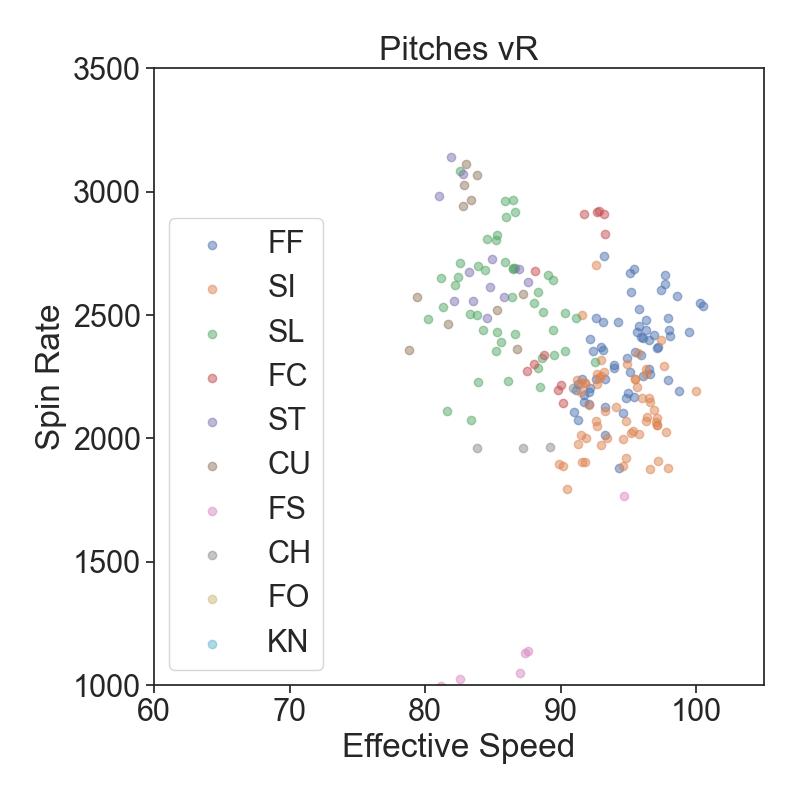 Pitches vR
3500
3000
2500
2000
1500
1000
Spin Rate
FF
SI
SL
FC
ST
CU
FS
CH
FO
KN
60 70 80 90 100
Effective Speed